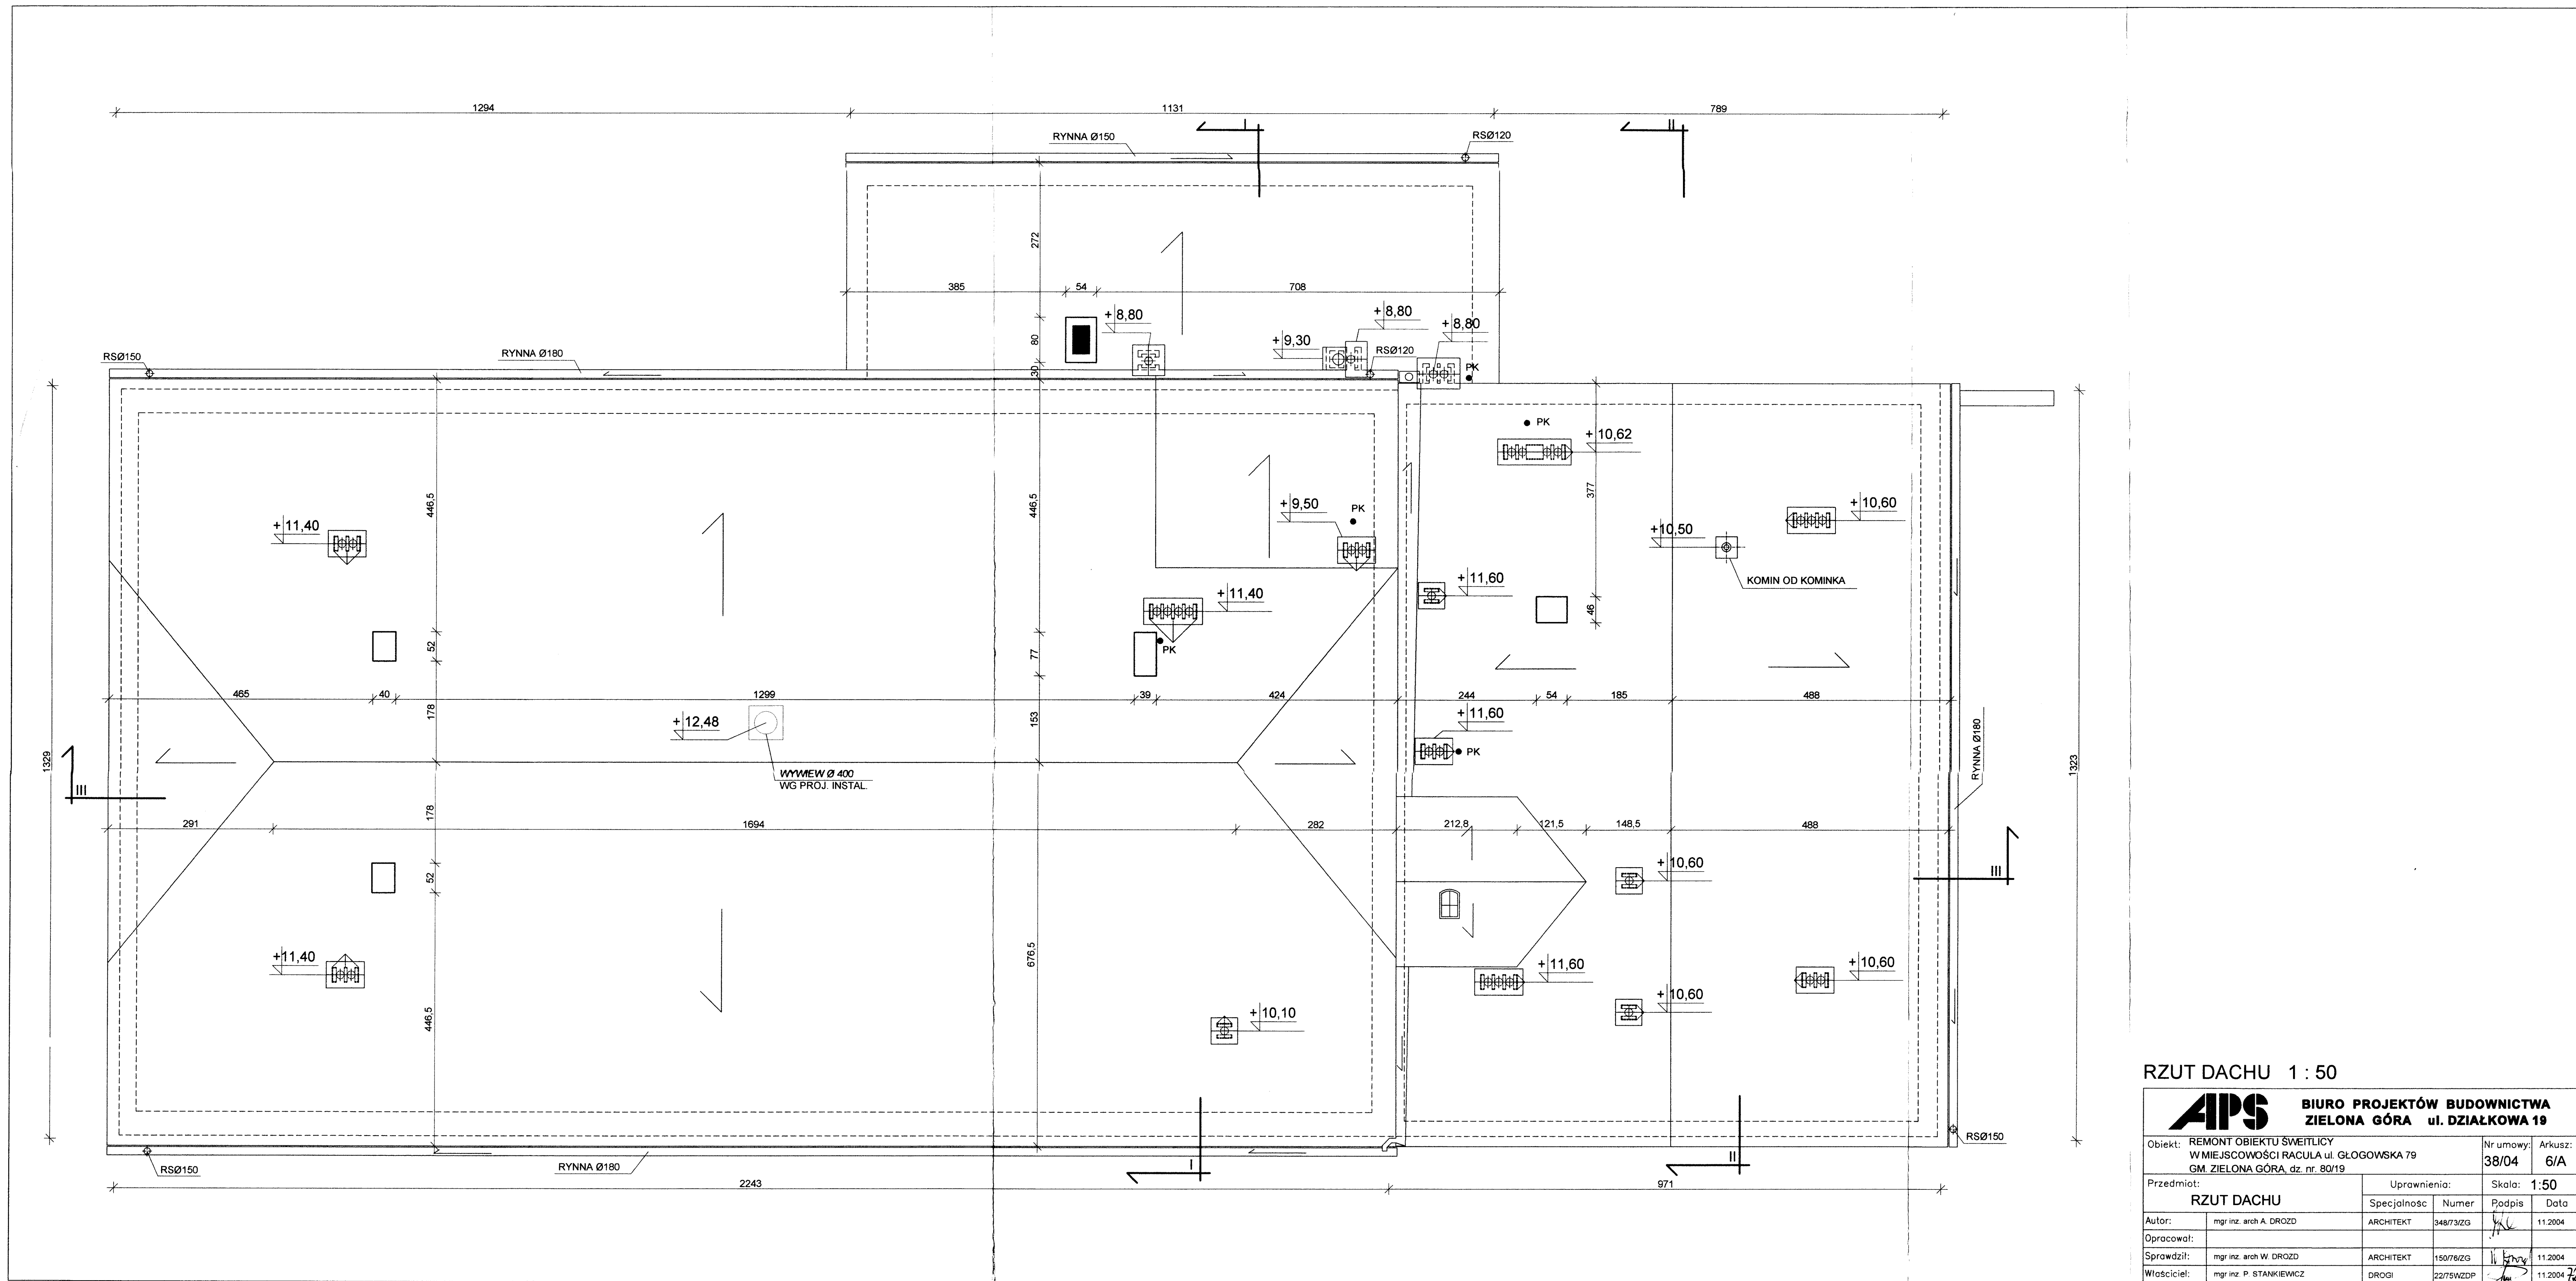 1294
1131
789
RYNNA Ø150
I
II
RSØ120
272
385
54
708
+8,80
+8,80
+8,80
+9,30
80
30
RSØ120
PK
RSØ150
RYNNA Ø180
PK
+10,62
377
446,5
446,5
+11,40
+9,50
PK
+10,60
+10,50
KOMIN OD KOMINKA
+11,60
+11,40
46
52
77
PK
465
40
1299
39
424
244
54
185
488
178
153
+12,48
+11,60
PK
RYNNA Ø180
1329
1323
WYWIEW Ø 400
WG PROJ. INSTAL.
III
178
291
1694
282
212,8
121,5
148,5
488
52
+10,60
III
676,5
+11,40
+11,60
+10,60
+10,60
446,5
+10,10
RSØ150
RYNNA Ø180
I
II
RSØ150
2243
971
RZUT DACHU 1 : 50
APS
BIURO PROJEKTÓW BUDOWNICTWA
ZIELONA GÓRA ul. DZIAŁKOWA 19
Obiekt: REMONT OBIEKTU ŚWEITLICY
W MIEJSCOWOŚCI RACULA ul. GŁOGOWSKA 79
GM. ZIELONA GÓRA, dz. nr. 80/19
Nr umowy: Arkusz:
38/04 6/A
Przedmiot: Uprawnienia: Skala: 1:50
RZUT DACHU Specjalnośc Numer Podpis Data
Autor: mgr inz. arch A. DROZD ARCHITEKT 348/73/ZG 11.2004
Opracował:
Sprawdził: mgr inz. arch W. DROZD ARCHITEKT 150/76/ZG 11.2004
Właściciel: mgr inz. P. STANKIEWICZ DROGI 22/75WZDP 11.2004